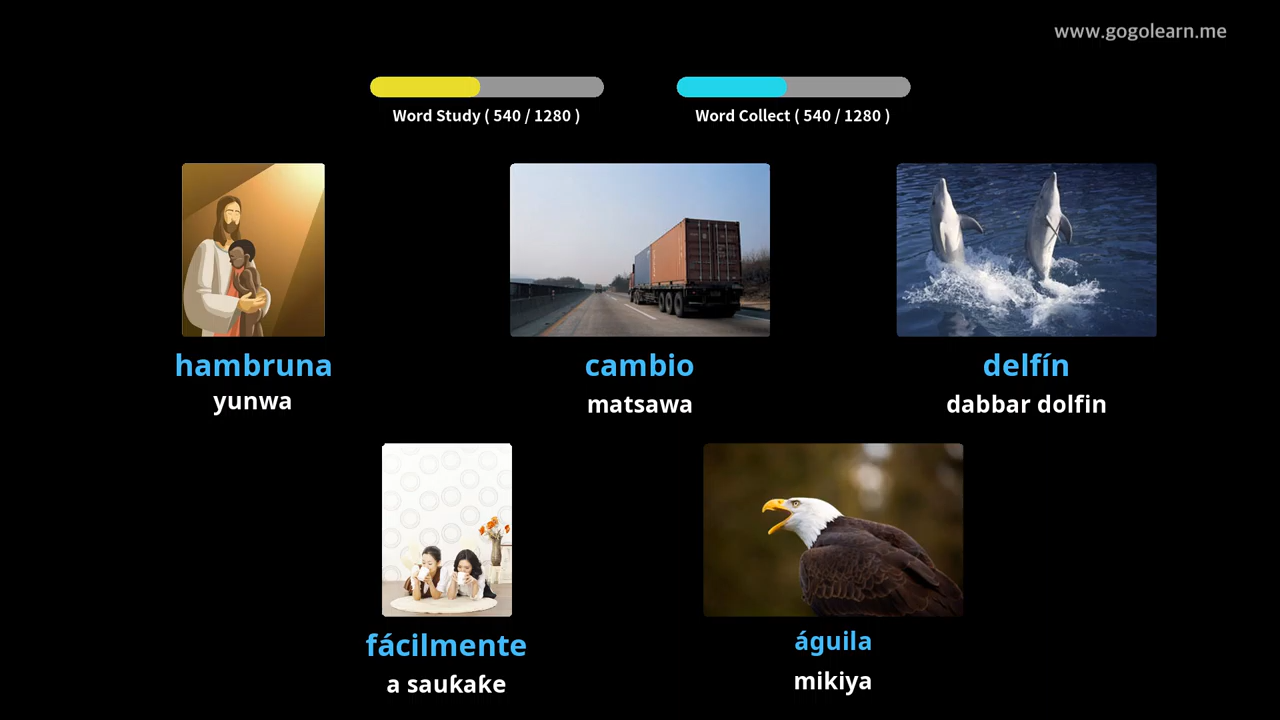 www.gogolearn.me
Word Study ( 540 / 1280 )
Word Collect ( 540 / 1280 )
hambruna
yunwa
cambio
matsawa
delfín
dabbar dolfin
fácilmente
a sauƙaƙe
águila
mikiya